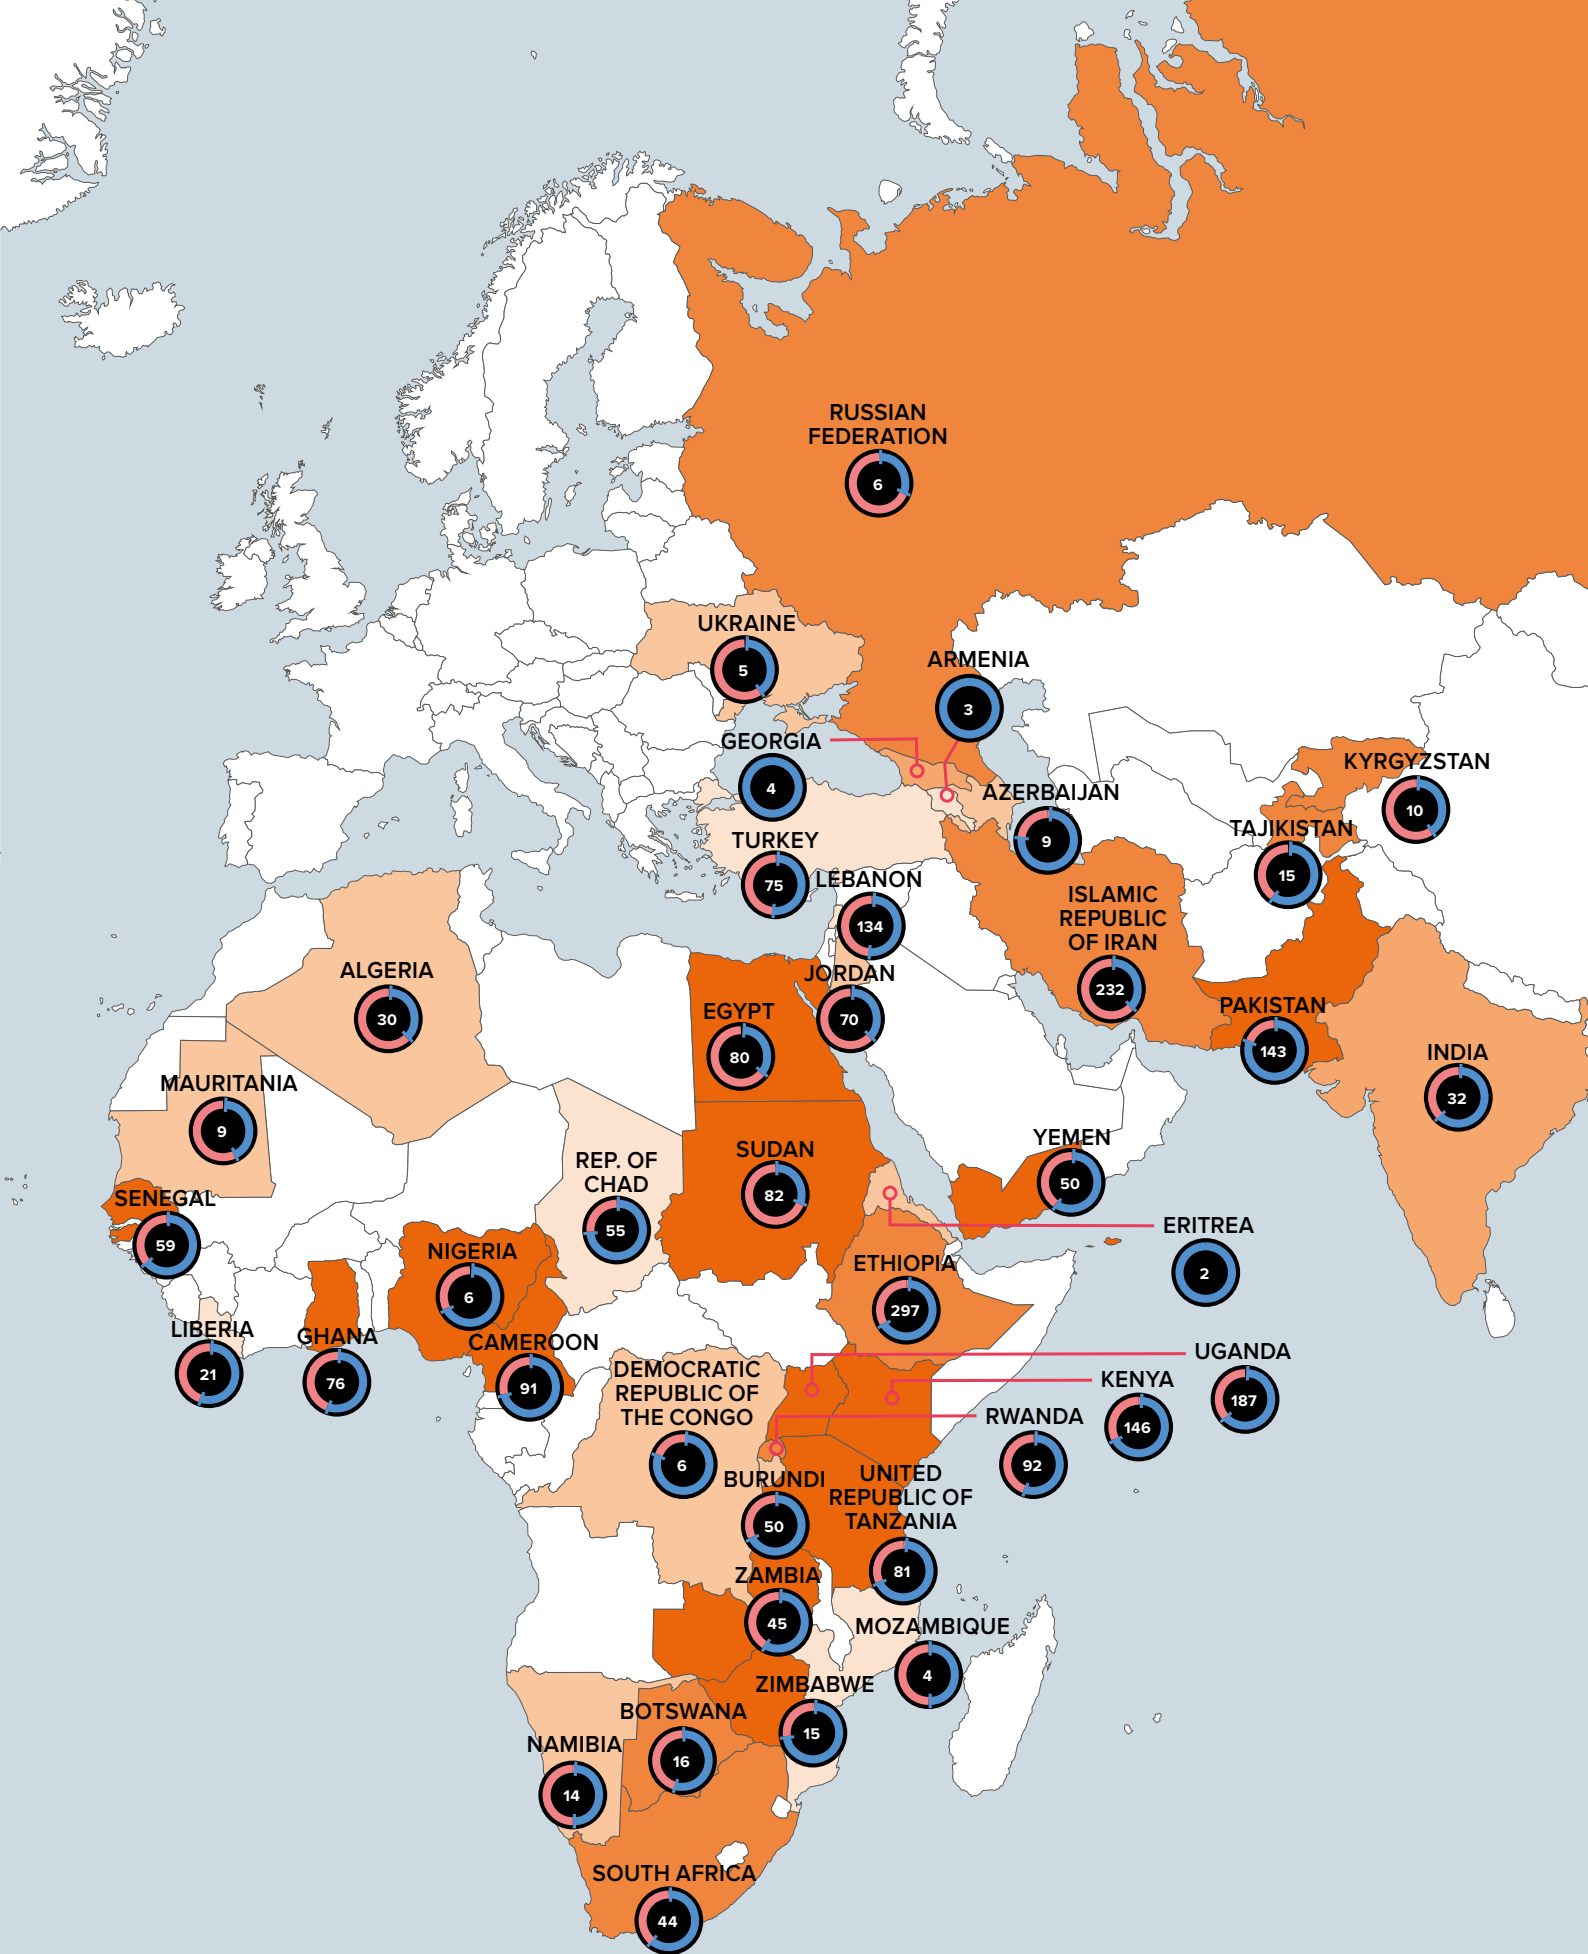 RUSSIAN
FEDERATION
6
UKRAINE
5
ARMENIA
3
GEORGIA
4
KYRGYZSTAN
10
AZERBAIJAN
9
TAJIKISTAN
15
TURKEY
75
LEBANON
134
ISLAMIC
REPUBLIC
OF IRAN
232
ALGERIA
30
JORDAN
70
EGYPT
80
PAKISTAN
143
INDIA
32
MAURITANIA
9
YEMEN
50
SUDAN
82
REP. OF
CHAD
55
SENEGAL
59
ERITREA
2
NIGERIA
6
ETHIOPIA
297
LIBERIA
21
GHANA
76
CAMEROON
91
UGANDA
187
DEMOCRATIC
REPUBLIC OF
THE CONGO
6
KENYA
146
RWANDA
92
BURUNDI
50
UNITED
REPUBLIC OF
TANZANIA
81
ZAMBIA
45
MOZAMBIQUE
4
ZIMBABWE
15
BOTSWANA
16
NAMIBIA
14
SOUTH AFRICA
44